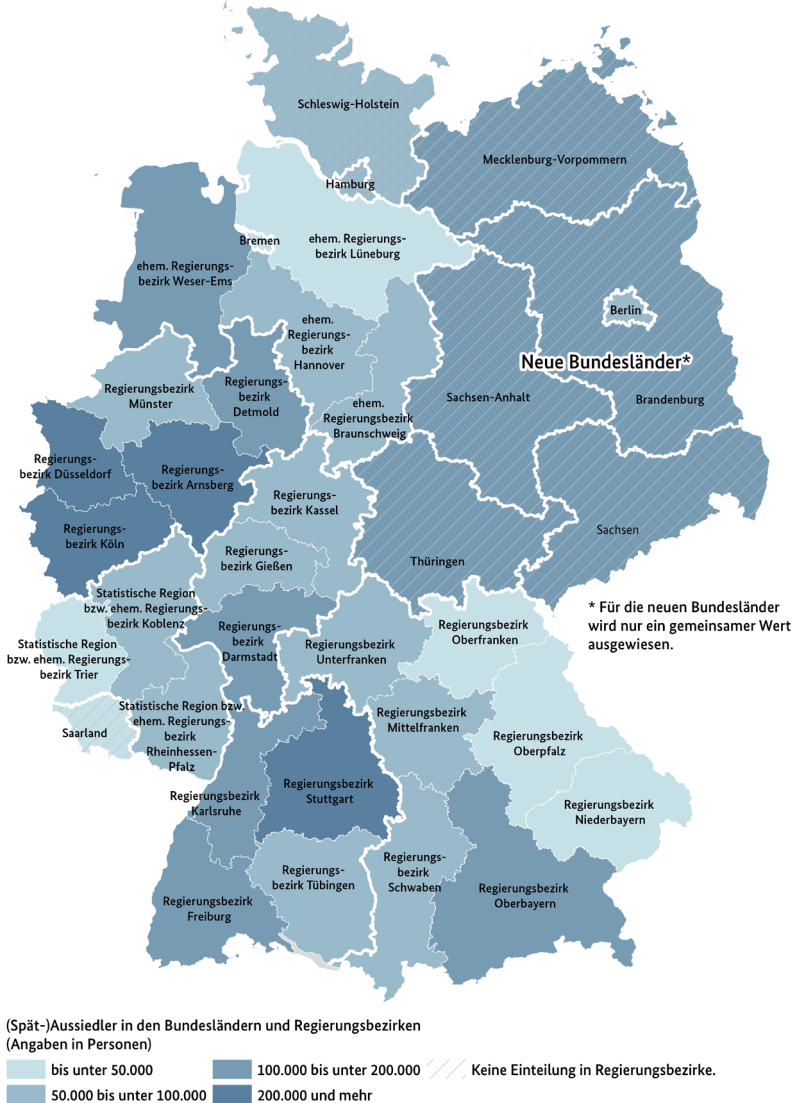 Schleswig-Holstein
Mecklenburg-Vorpommern
Hamburg
Bremen
ehem. Regierungs-
bezirk Lüneburg
ehem. Regierungs-
bezirk Weser-Ems
Berlin
ehem.
Regierungs-
bezirk
Hannover
Neue Bundesländer*
Regierungsbezirk
Münster
Regierungs-
bezirk
Detmold
ehem.
Regierungsbezirk
Braunschweig
Sachsen-Anhalt
Brandenburg
Regierungs-
bezirk Düsseldorf
Regierungs-
bezirk Arnsberg
Regierungs-
bezirk Kassel
Regierungs-
bezirk Köln
Sachsen
Regierungs-
bezirk Gießen
Thüringen
Statistische Region
bzw. ehem. Regierungs-
bezirk Koblenz
* Für die neuen Bundesländer
wird nur ein gemeinsamer Wert
ausgewiesen.
Statistische Region
bzw. ehem. Regierungs-
bezirk Trier
Regierungs-
bezirk
Darmstadt
Regierungsbezirk
Unterfranken
Regierungsbezirk
Oberfranken
Saarland
Statistische Region bzw.
ehem. Regierungs-
bezirk
Rheinhessen-
Pfalz
Regierungsbezirk
Mittelfranken
Regierungsbezirk
Oberpfalz
Regierungsbezirk
Karlsruhe
Regierungsbezirk
Stuttgart
Regierungsbezirk
Niederbayern
Regierungs-
bezirk Tübingen
Regierungs-
bezirk
Schwaben
Regierungsbezirk
Freiburg
Regierungsbezirk
Oberbayern
(Spät-)Aussiedler in den Bundesländern und Regierungsbezirken
(Angaben in Personen)
bis unter 50.000
100.000 bis unter 200.000
Keine Einteilung in Regierungsbezirke.
50.000 bis unter 100.000
200.000 und mehr